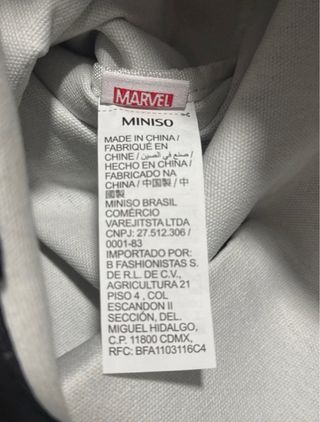 MARVEL
MINISO
MADE IN CHINA /
FABRIQUÉ EN
CHINE / صنع في الصين /
HECHO EN CHINA /
FABRICADO NA
CHINA / 中国製 / 中
國製
MINISO BRASIL
COMÉRCIO
VAREJITSTA LTDA
CNPJ: 27.512.306 /
0001-83
IMPORTADO POR:
B FASHIONISTAS S.
DE R.L. DE C.V.,
AGRICULTURA 21
PISO 4 , COL
ESCANDON II
SECCIÓN, DEL.
MIGUEL HIDALGO,
C.P. 11800 CDMX,
RFC: BFA1103116C4